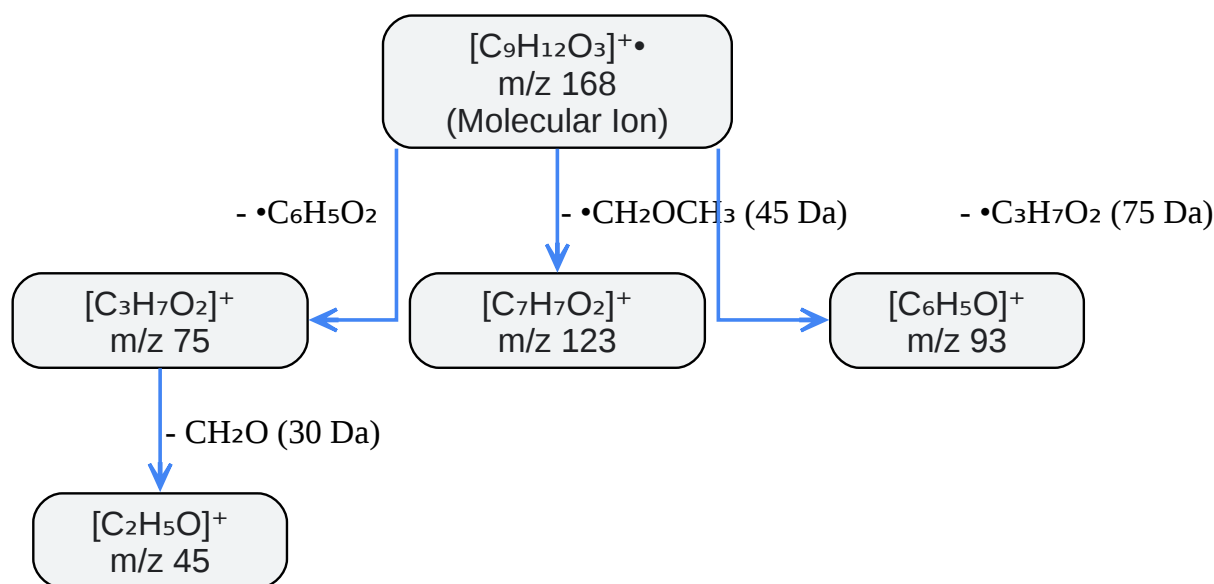 [C₉H₁₂O₃]⁺•
m/z 168
(Molecular Ion)
- •C₆H₅O₂
- •CH₂OCH₃ (45 Da)
- •C₃H₇O₂ (75 Da)
[C₃H₇O₂]⁺
m/z 75
[C₇H₇O₂]⁺
m/z 123
[C₆H₅O]⁺
m/z 93
- CH₂O (30 Da)
[C₂H₅O]⁺
m/z 45